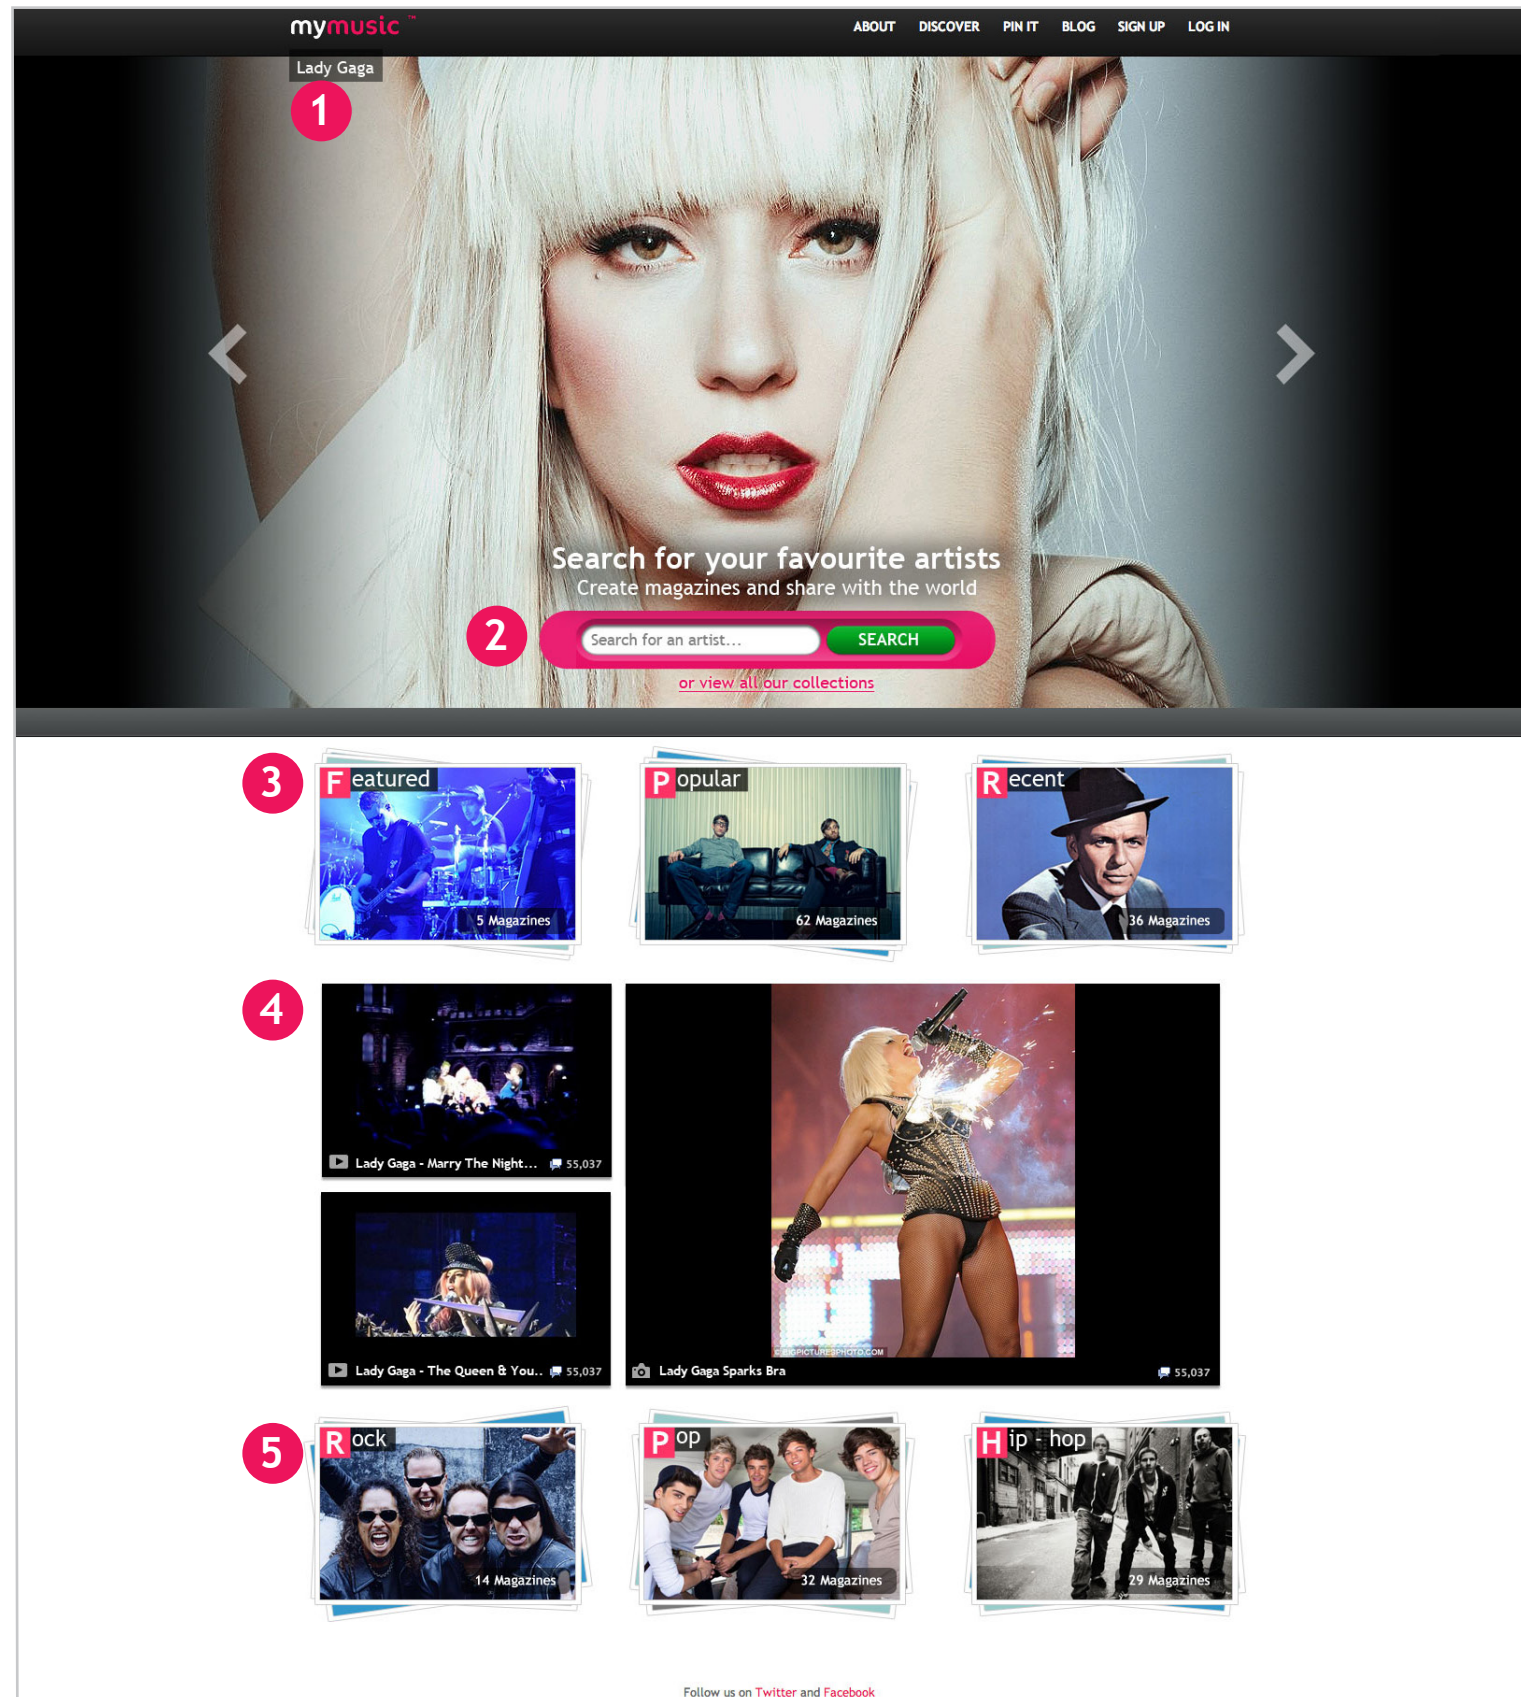 mymusic ™
ABOUT DISCOVER PIN IT BLOG SIGN UP LOG IN
Lady Gaga
1
Search for your favourite artists
Create magazines and share with the world
2
Search for an artist...
SEARCH
or view all our collections
3
Featured
5 Magazines
Popular
62 Magazines
Recent
36 Magazines
4
Lady Gaga - Marry The Night... 55,037
Lady Gaga - The Queen & You.. 55,037
© BIGPICTURESPHOTO.COM
Lady Gaga Sparks Bra 55,037
5
Rock
14 Magazines
Pop
32 Magazines
Hip - hop
29 Magazines
Follow us on Twitter and Facebook